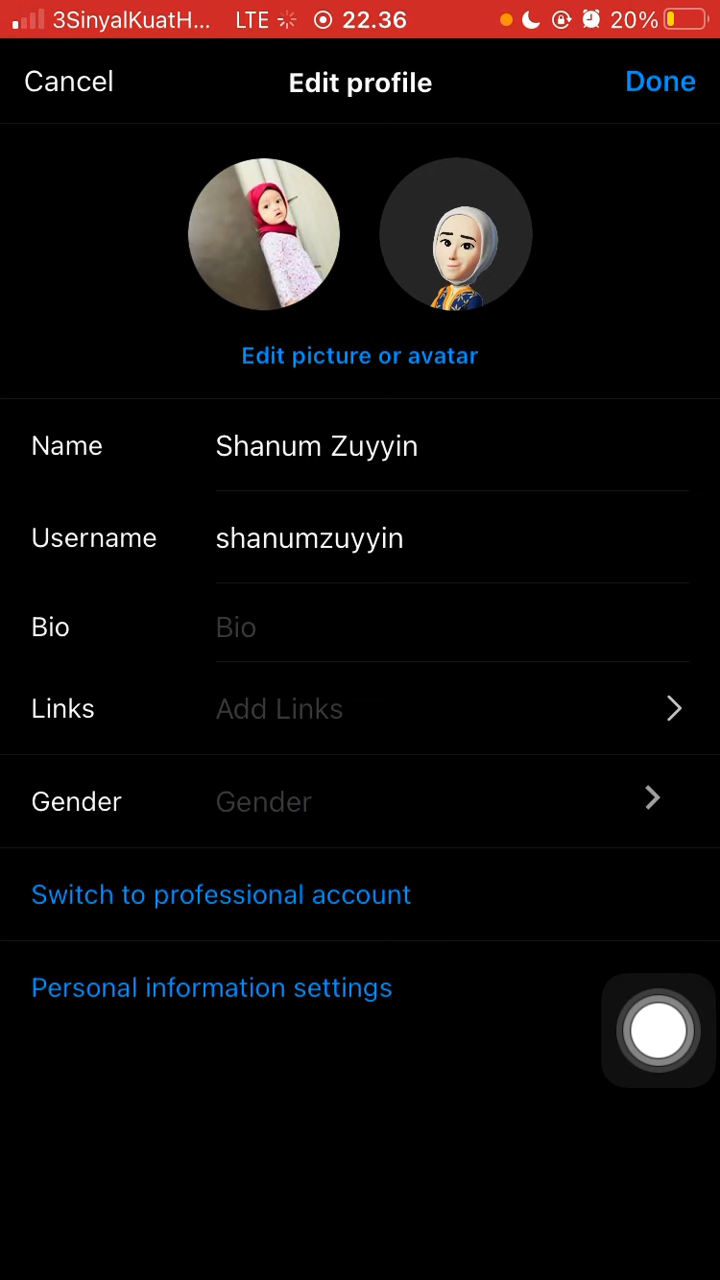 3SinyalKuatH... LTE 22.36 20%
Cancel Edit profile Done
Edit picture or avatar
Name Shanum Zuyyin
Username shanumzuyyin
Bio Bio
Links Add Links
Gender Gender
Switch to professional account
Personal information settings